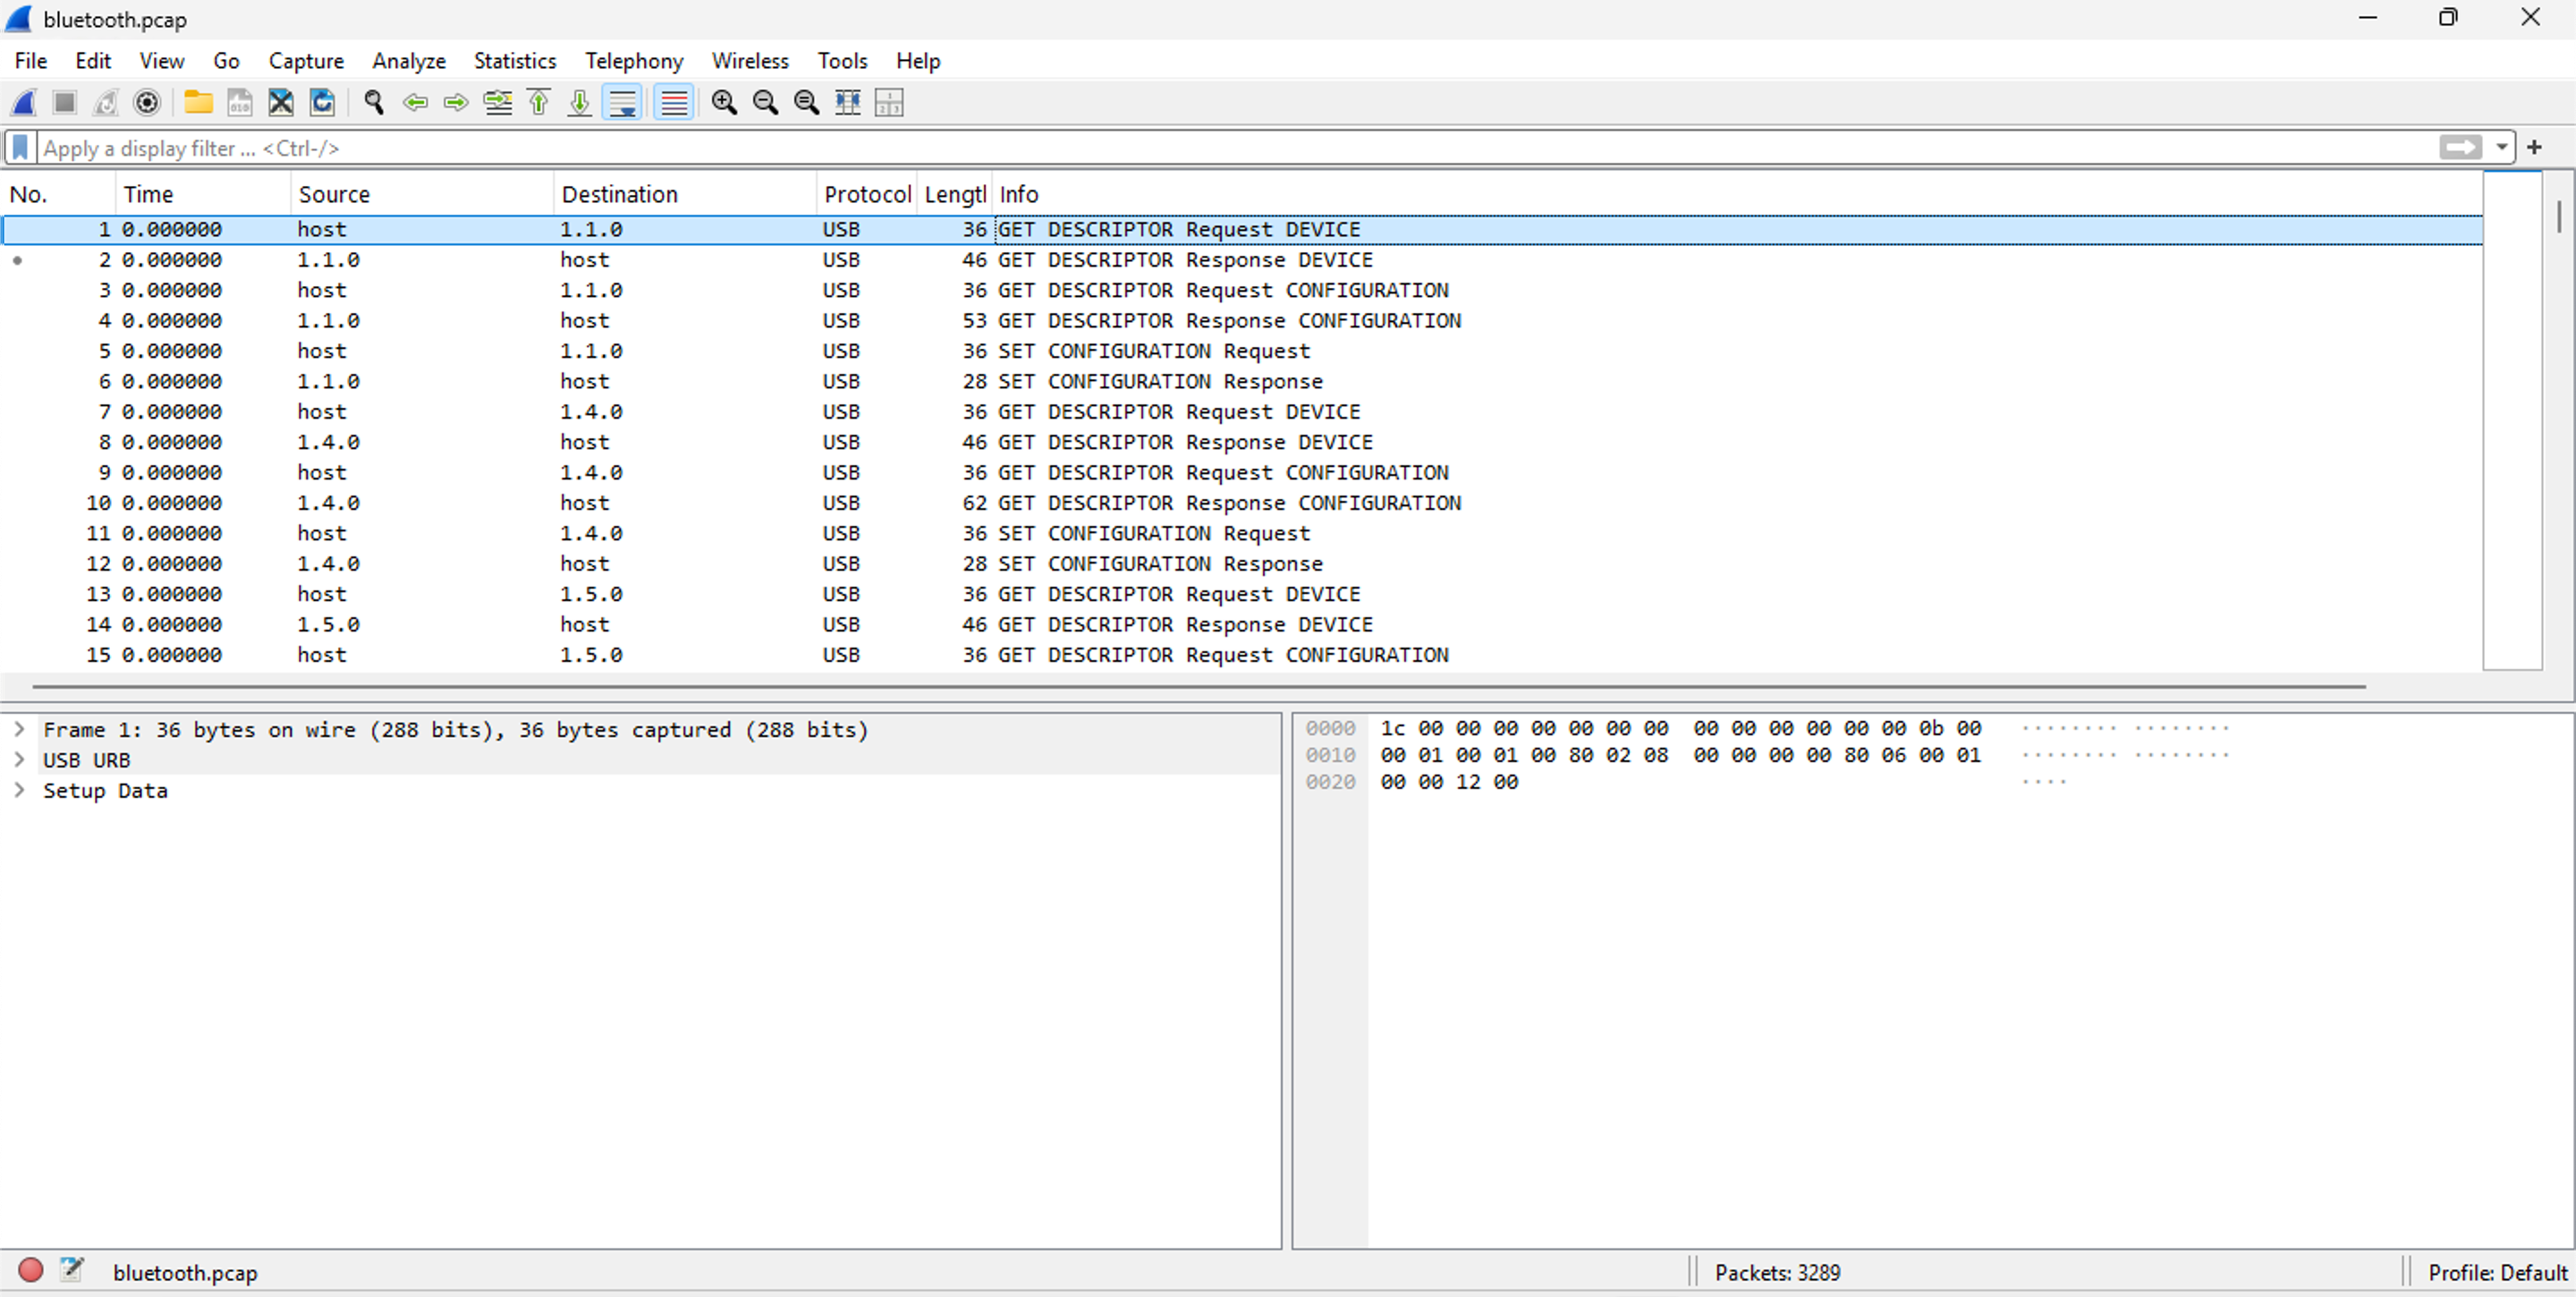 bluetooth.pcap
File Edit View Go Capture Analyze Statistics Telephony Wireless Tools Help
Apply a display filter ... <Ctrl-/>
No. Time Source Destination Protocol Lengtl Info
1 0.000000 host 1.1.0 USB 36 GET DESCRIPTOR Request DEVICE
2 0.000000 1.1.0 host USB 46 GET DESCRIPTOR Response DEVICE
3 0.000000 host 1.1.0 USB 36 GET DESCRIPTOR Request CONFIGURATION
4 0.000000 1.1.0 host USB 53 GET DESCRIPTOR Response CONFIGURATION
5 0.000000 host 1.1.0 USB 36 SET CONFIGURATION Request
6 0.000000 1.1.0 host USB 28 SET CONFIGURATION Response
7 0.000000 host 1.4.0 USB 36 GET DESCRIPTOR Request DEVICE
8 0.000000 1.4.0 host USB 46 GET DESCRIPTOR Response DEVICE
9 0.000000 host 1.4.0 USB 36 GET DESCRIPTOR Request CONFIGURATION
10 0.000000 1.4.0 host USB 62 GET DESCRIPTOR Response CONFIGURATION
11 0.000000 host 1.4.0 USB 36 SET CONFIGURATION Request
12 0.000000 1.4.0 host USB 28 SET CONFIGURATION Response
13 0.000000 host 1.5.0 USB 36 GET DESCRIPTOR Request DEVICE
14 0.000000 1.5.0 host USB 46 GET DESCRIPTOR Response DEVICE
15 0.000000 host 1.5.0 USB 36 GET DESCRIPTOR Request CONFIGURATION
Frame 1: 36 bytes on wire (288 bits), 36 bytes captured (288 bits)
USB URB
Setup Data
0000 1c 00 00 00 00 00 00 00 00 00 00 00 00 00 0b 00 ········ ········
0010 00 01 00 01 00 80 02 08 00 00 00 00 80 06 00 01 ········ ········
0020 00 00 12 00 ····
bluetooth.pcap
Packets: 3289
Profile: Default